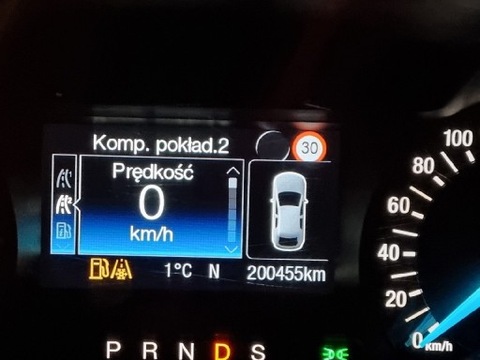 Komp. pokład.2
30
Prędkość
0
km/h
1°C N 200455km
P R N D S
100
80
60
40
20
0
km/h